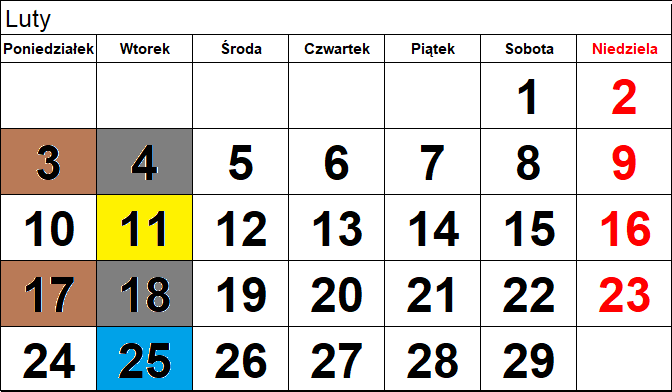 Luty
Poniedziałek Wtorek Środa Czwartek Piątek Sobota Niedziela
1 2
3 4 5 6 7 8 9
10 11 12 13 14 15 16
17 18 19 20 21 22 23
24 25 26 27 28 29